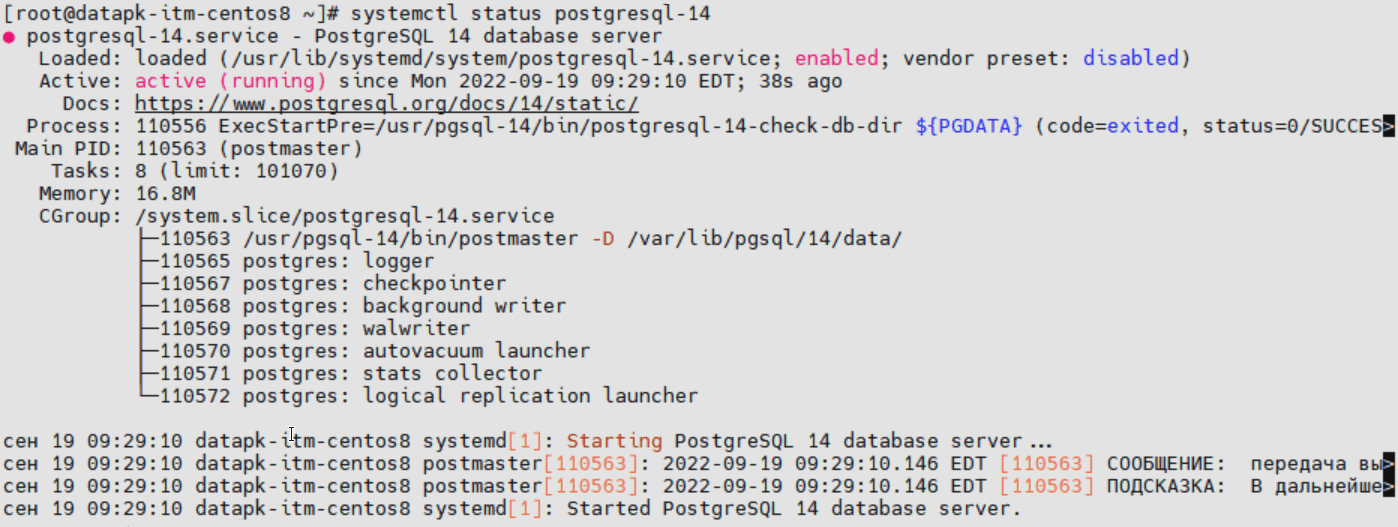 [root@datapk-itm-centos8 ~]# systemctl status postgresql-14
● postgresql-14.service - PostgreSQL 14 database server
   Loaded: loaded (/usr/lib/systemd/system/postgresql-14.service; enabled; vendor preset: disabled)
   Active: active (running) since Mon 2022-09-19 09:29:10 EDT; 38s ago
     Docs: https://www.postgresql.org/docs/14/static/
  Process: 110556 ExecStartPre=/usr/pgsql-14/bin/postgresql-14-check-db-dir ${PGDATA} (code=exited, status=0/SUCCES>
 Main PID: 110563 (postmaster)
    Tasks: 8 (limit: 101070)
   Memory: 16.8M
   CGroup: /system.slice/postgresql-14.service
           ├─110563 /usr/pgsql-14/bin/postmaster -D /var/lib/pgsql/14/data/
           ├─110565 postgres: logger
           ├─110567 postgres: checkpointer
           ├─110568 postgres: background writer
           ├─110569 postgres: walwriter
           ├─110570 postgres: autovacuum launcher
           ├─110571 postgres: stats collector
           └─110572 postgres: logical replication launcher

сен 19 09:29:10 datapk-itm-centos8 systemd[1]: Starting PostgreSQL 14 database server...
сен 19 09:29:10 datapk-itm-centos8 postmaster[110563]: 2022-09-19 09:29:10.146 EDT [110563] СООБЩЕНИЕ:  передача вы>
сен 19 09:29:10 datapk-itm-centos8 postmaster[110563]: 2022-09-19 09:29:10.146 EDT [110563] ПОДСКАЗКА:  В дальнейше>
сен 19 09:29:10 datapk-itm-centos8 systemd[1]: Started PostgreSQL 14 database server.